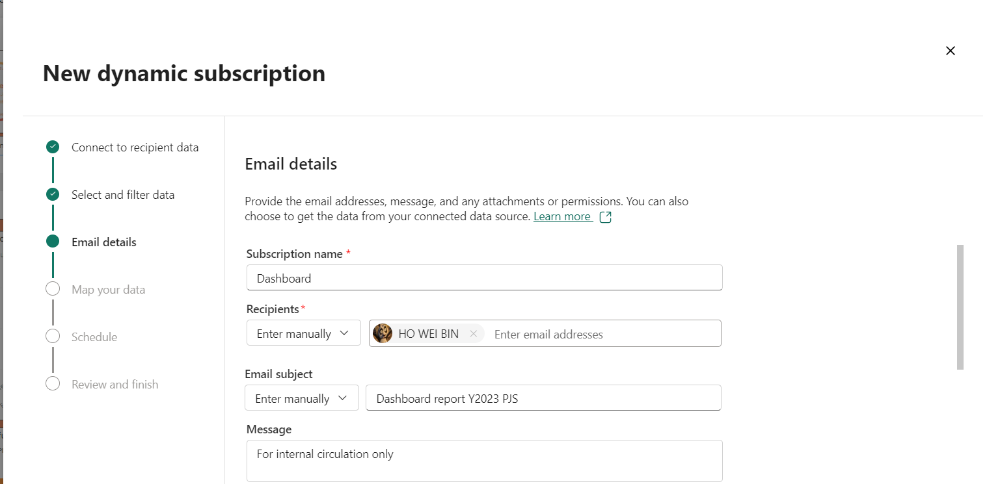 New dynamic subscription
Connect to recipient data
Select and filter data
Email details
Map your data
Schedule
Review and finish
Email details
Provide the email addresses, message, and any attachments or permissions. You can also
choose to get the data from your connected data source. Learn more
Subscription name *
Dashboard
Recipients *
Enter manually HO WEI BIN Enter email addresses
Email subject
Enter manually Dashboard report Y2023 PJS
Message
For internal circulation only